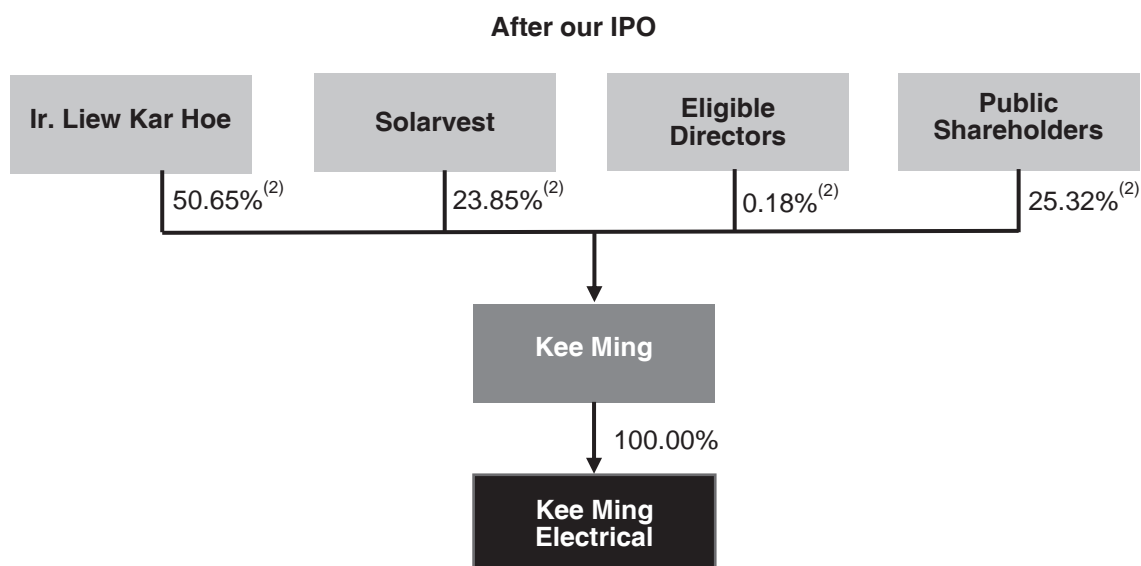 After our IPO
Ir. Liew Kar Hoe
Solarvest
Eligible
Directors
Public
Shareholders
50.65%(2)
23.85%(2)
0.18%(2)
25.32%(2)
Kee Ming
100.00%
Kee Ming
Electrical